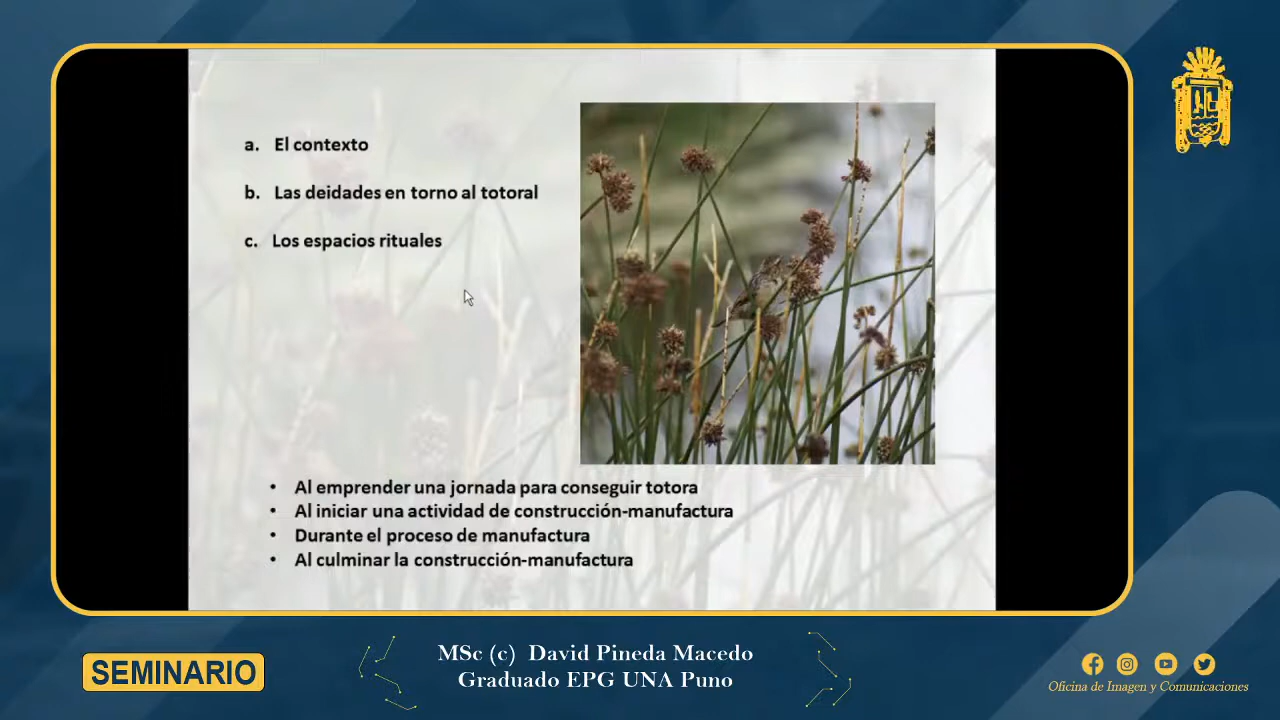 a. El contexto
b. Las deidades en torno al totoral
c. Los espacios rituales
• Al emprender una jornada para conseguir totora
• Al iniciar una actividad de construcción-manufactura
• Durante el proceso de manufactura
• Al culminar la construcción-manufactura
SEMINARIO
MSc (c) David Pineda Macedo
Graduado EPG UNA Puno
Oficina de Imagen y Comunicaciones